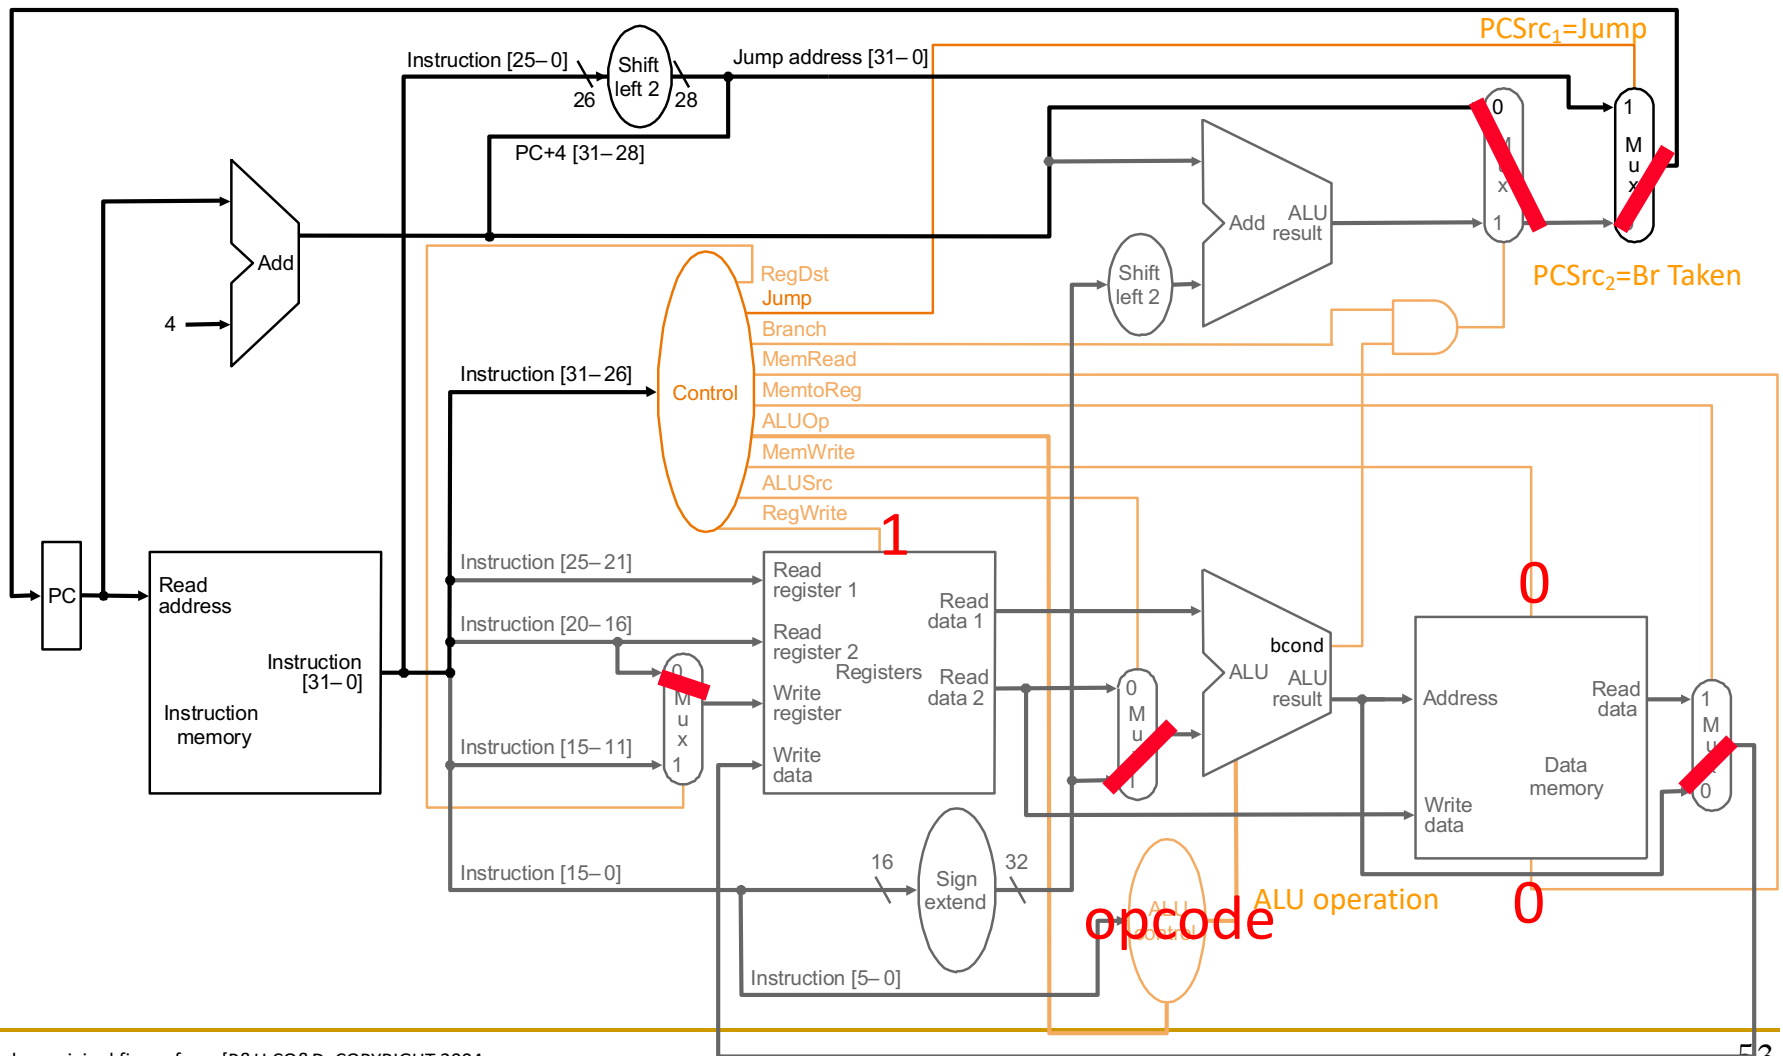 PCSrc1=Jump
Instruction [25–0]
Shift
left 2
Jump address [31–0]
26
28
0
1
M
u
x
M
u
x
PC+4 [31–28]
Add
ALU
result
1
Add
4
Shift
left 2
PCSrc2=Br Taken
RegDst
Jump
Branch
MemRead
Instruction [31–26]
Control
MemtoReg
ALUOp
MemWrite
ALUSrc
RegWrite
1
Instruction [25–21]
Read
register 1
0
PC
Read
address
Read
data 1
Instruction [20–16]
Read
register 2
bcond
Instruction
[31–0]
0
M
u
x
1
Registers
Read
data 2
0
M
u
ALU
ALU
result
Address
Read
data
1
M
u
0
Write
register
Instruction
memory
Instruction [15–11]
Write
data
Data
memory
Write
data
Instruction [15–0]
16
Sign
extend
32
ALU
control
opcode
ALU operation
0
Instruction [5–0]
COPYRIGHT 2004
53